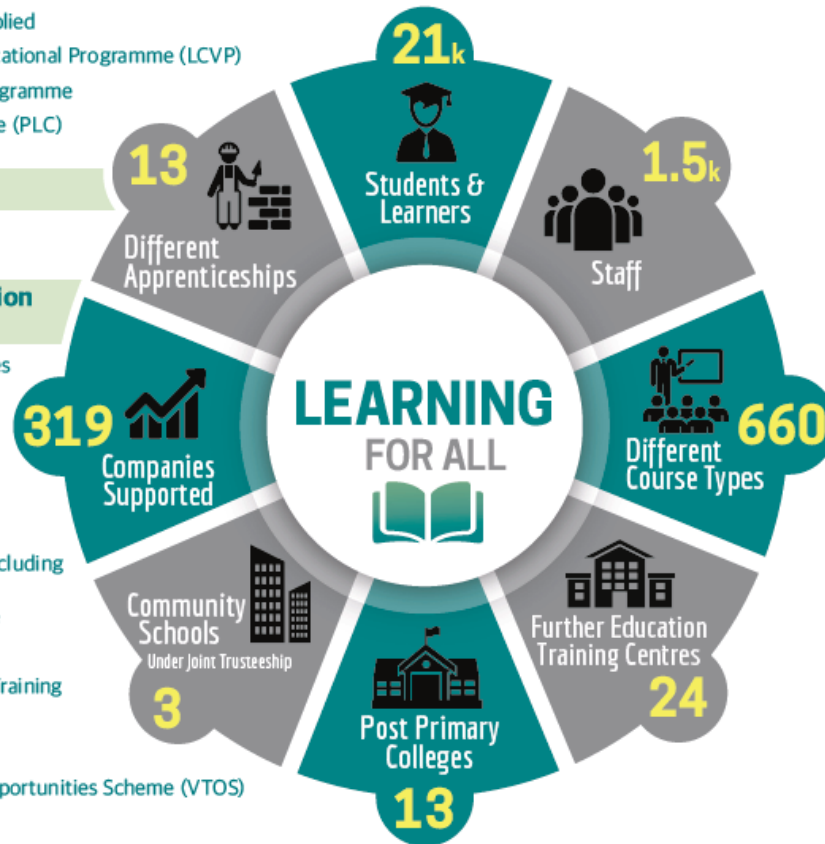 plied
ational Programme (LCVP)
gramme
e (PLC)
ion
es
cluding
raining
portunities Scheme (VTOS)
21k
Students &
Learners
1.5k
Staff
660
Different
Course Types
Further Education
Training Centres
24
Post Primary
Colleges
13
Community
Schools
Under Joint Trusteeship
3
319
Companies
Supported
13
Different
Apprenticeships
LEARNING
FOR ALL